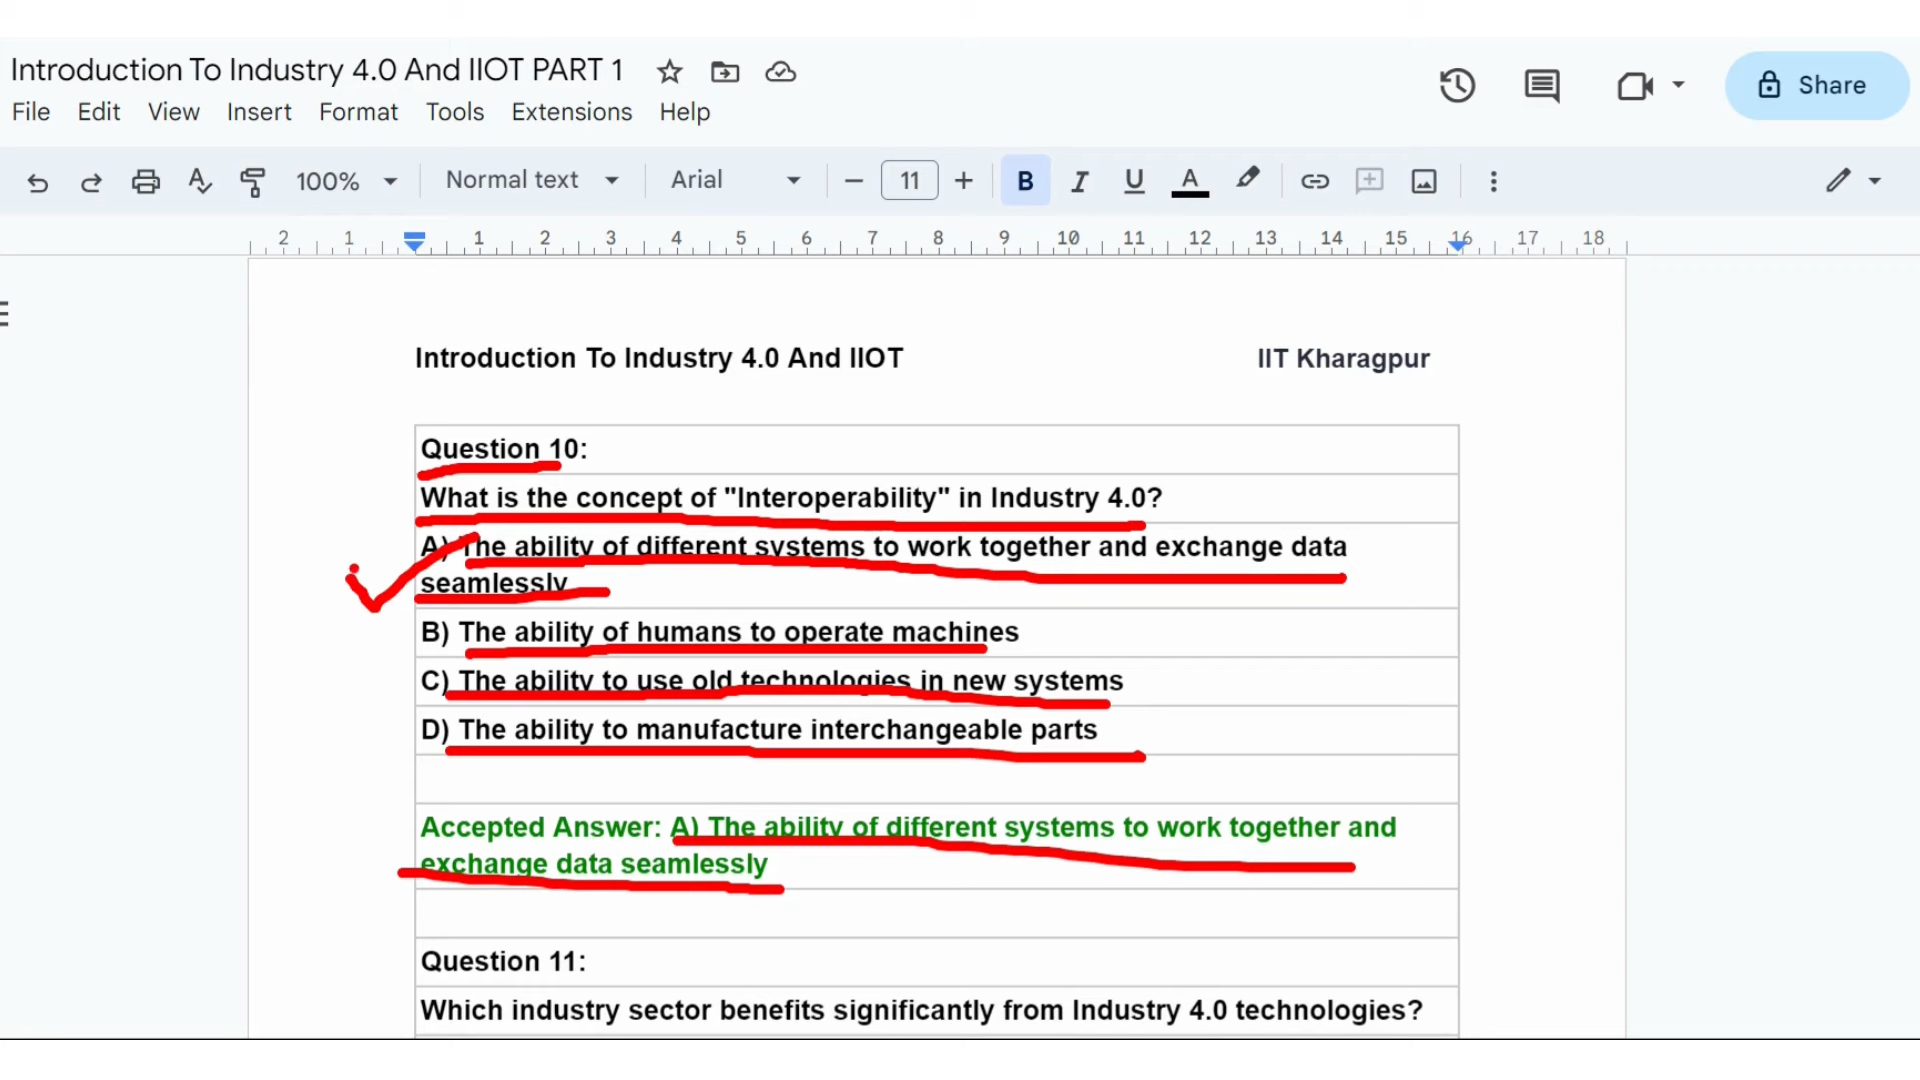 Introduction To Industry 4.0 And IIOT PART 1
File Edit View Insert Format Tools Extensions Help
Share
100% Normal text Arial 11 B I U A
2 1 1 2 3 4 5 6 7 8 9 10 11 12 13 14 15 16 17 18
Introduction To Industry 4.0 And IIOT IIT Kharagpur
Question 10:
What is the concept of "Interoperability" in Industry 4.0?
A) The ability of different systems to work together and exchange data
seamlessly
B) The ability of humans to operate machines
C) The ability to use old technologies in new systems
D) The ability to manufacture interchangeable parts
Accepted Answer: A) The ability of different systems to work together and
exchange data seamlessly
Question 11:
Which industry sector benefits significantly from Industry 4.0 technologies?